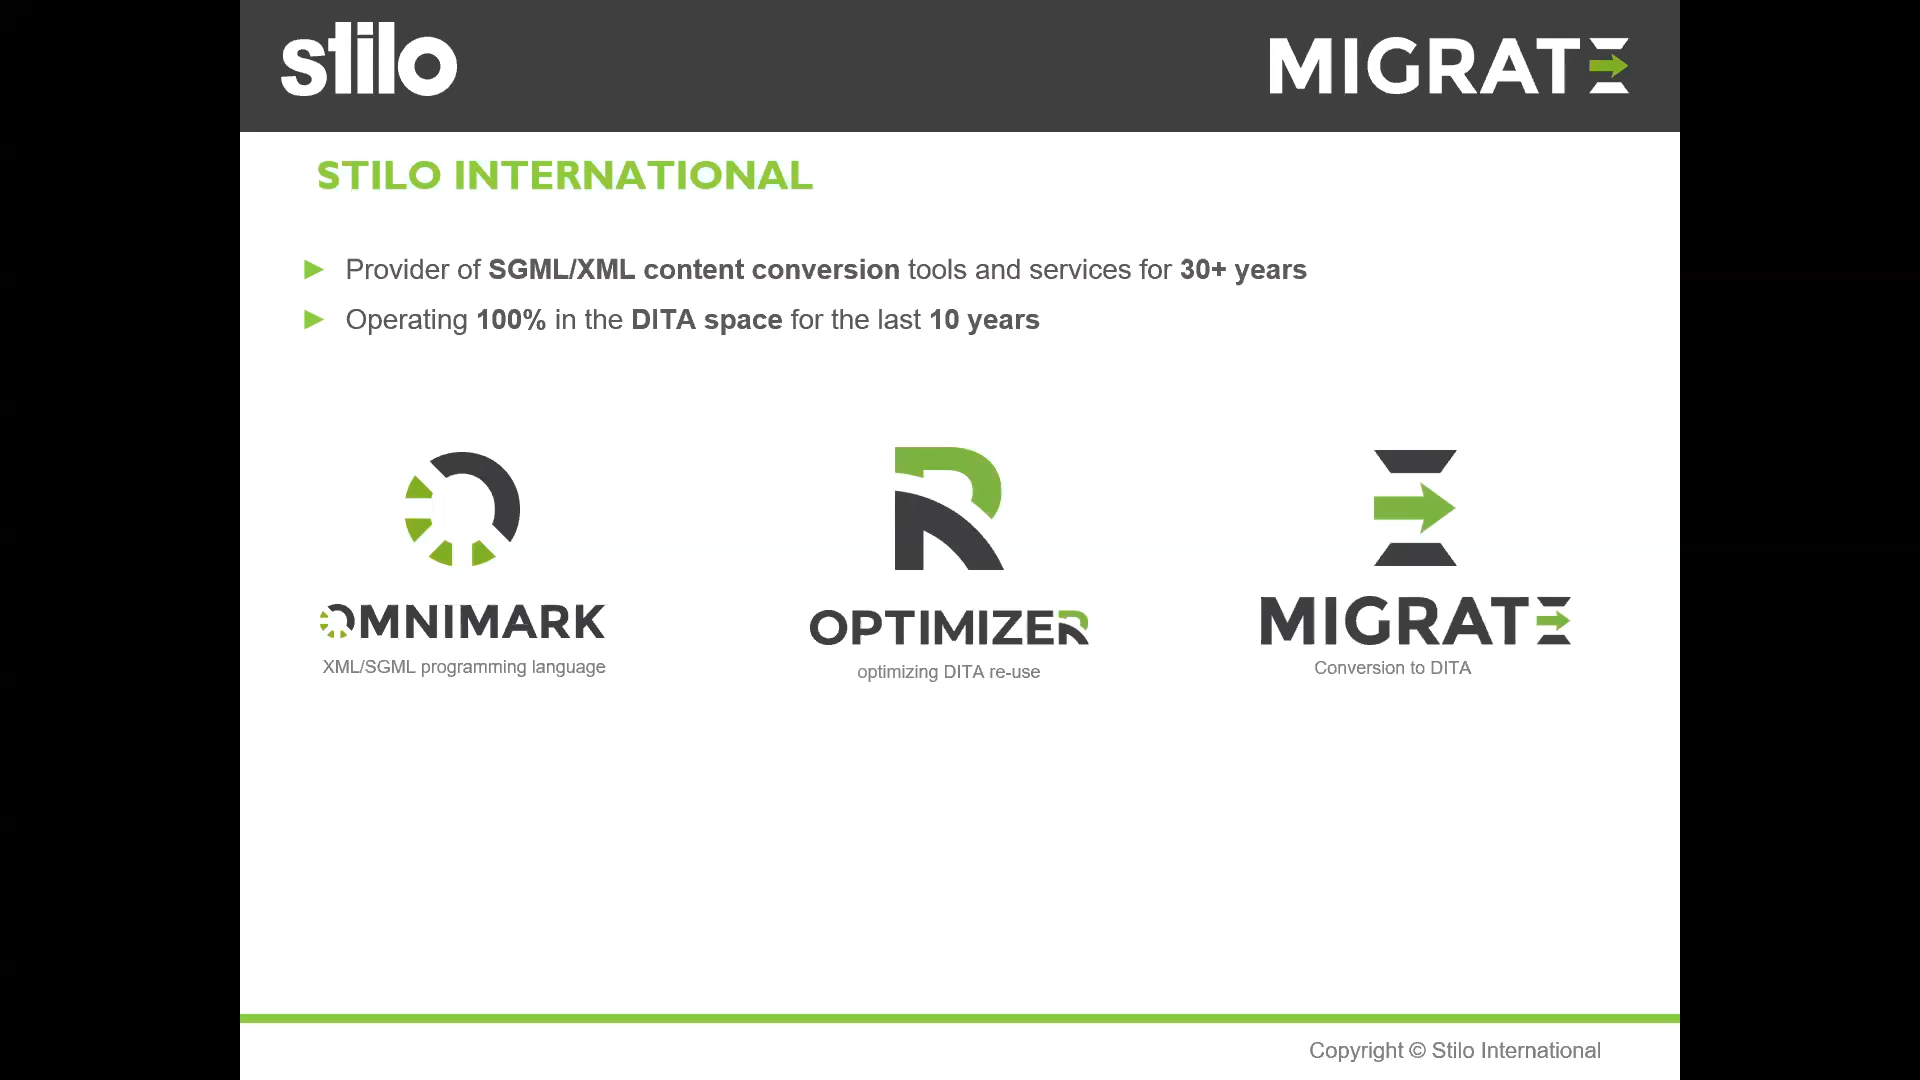 stilo
MIGRATE
STILO INTERNATIONAL
Provider of SGML/XML content conversion tools and services for 30+ years
Operating 100% in the DITA space for the last 10 years
OMNIMARK
XML/SGML programming language
OPTIMIZER
optimizing DITA re-use
MIGRATE
Conversion to DITA
Copyright © Stilo International